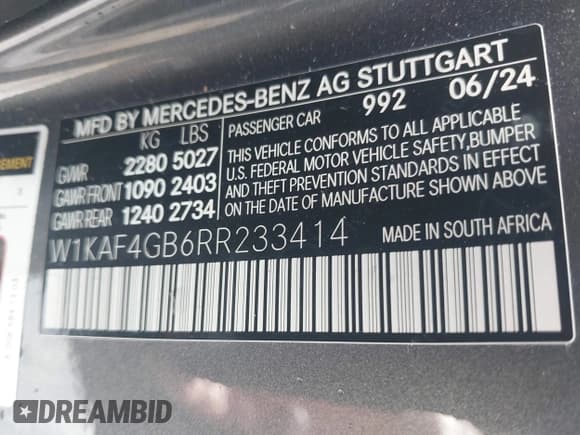 MFD BY MERCEDES-BENZ AG STUTTGART
KG LBS
GVWR 2280 5027
GAWR FRONT 1090 2403
GAWR REAR 1240 2734
PASSENGER CAR 992 06/24
THIS VEHICLE CONFORMS TO ALL APPLICABLE
U.S. FEDERAL MOTOR VEHICLE SAFETY, BUMPER
AND THEFT PREVENTION STANDARDS IN EFFECT
ON THE DATE OF MANUFACTURE SHOWN ABOVE
W1KAF4GB6RR233414 MADE IN SOUTH AFRICA
DREAMBID